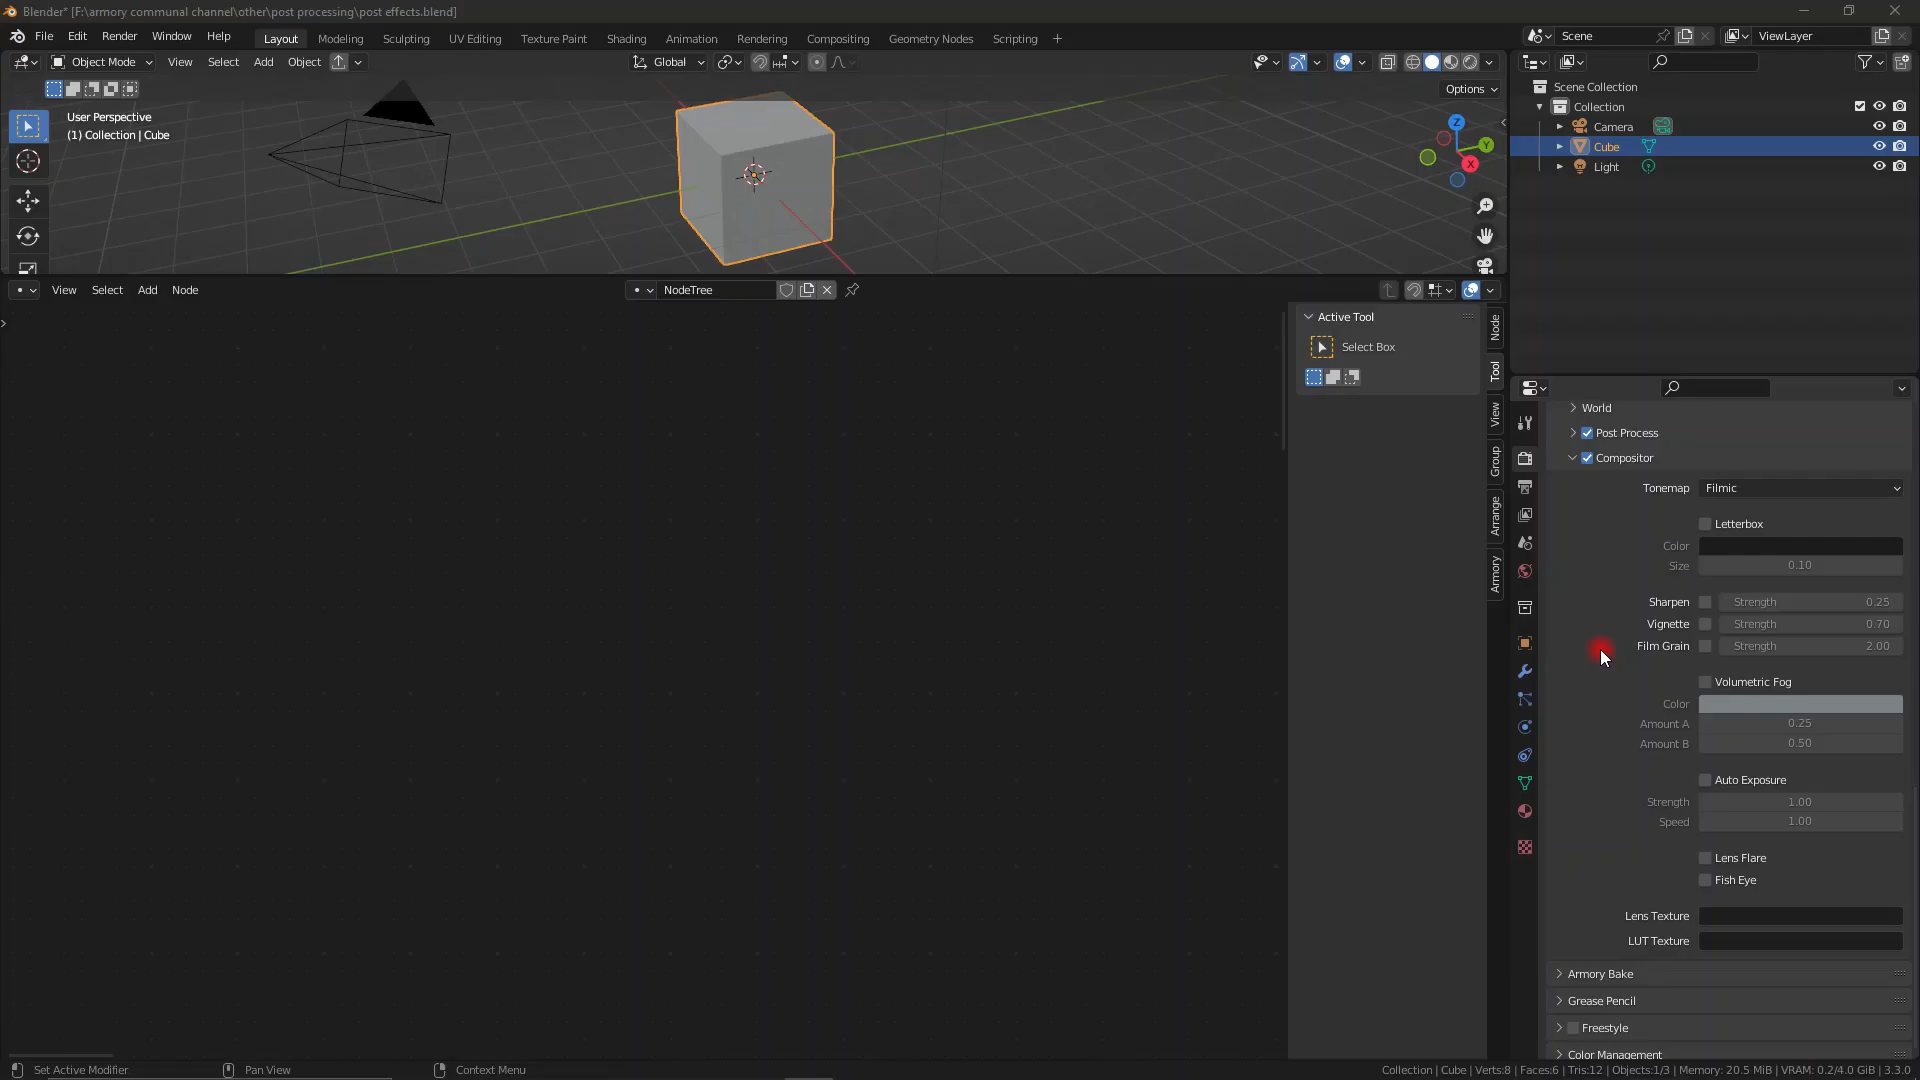 Blender* [F:\armory communal channel\other\post processing\post effects.blend]
File Edit Render Window Help Layout Modeling Sculpting UV Editing Texture Paint Shading Animation Rendering Compositing Geometry Nodes Scripting + Scene ViewLayer
Object Mode View Select Add Object Global
Options
User Perspective
(1) Collection | Cube
Z
Y
X
Scene Collection
Collection
Camera
Cube
Light
View Select Add Node NodeTree
Active Tool
Select Box
Node
Tool
View
Group
Arrange
Armory
World
Post Process
Compositor
Tonemap Filmic
Letterbox
Color
Size 0.10
Sharpen Strength 0.25
Vignette Strength 0.70
Film Grain Strength 2.00
Volumetric Fog
Color
Amount A 0.25
Amount B 0.50
Auto Exposure
Strength 1.00
Speed 1.00
Lens Flare
Fish Eye
Lens Texture
LUT Texture
Armory Bake
Grease Pencil
Freestyle
Color Management
Set Active Modifier Pan View Context Menu Collection | Cube | Verts:8 | Faces:6 | Tris:12 | Objects:1/3 | Memory: 20.5 MiB | VRAM: 0.2/4.0 GiB | 3.3.0